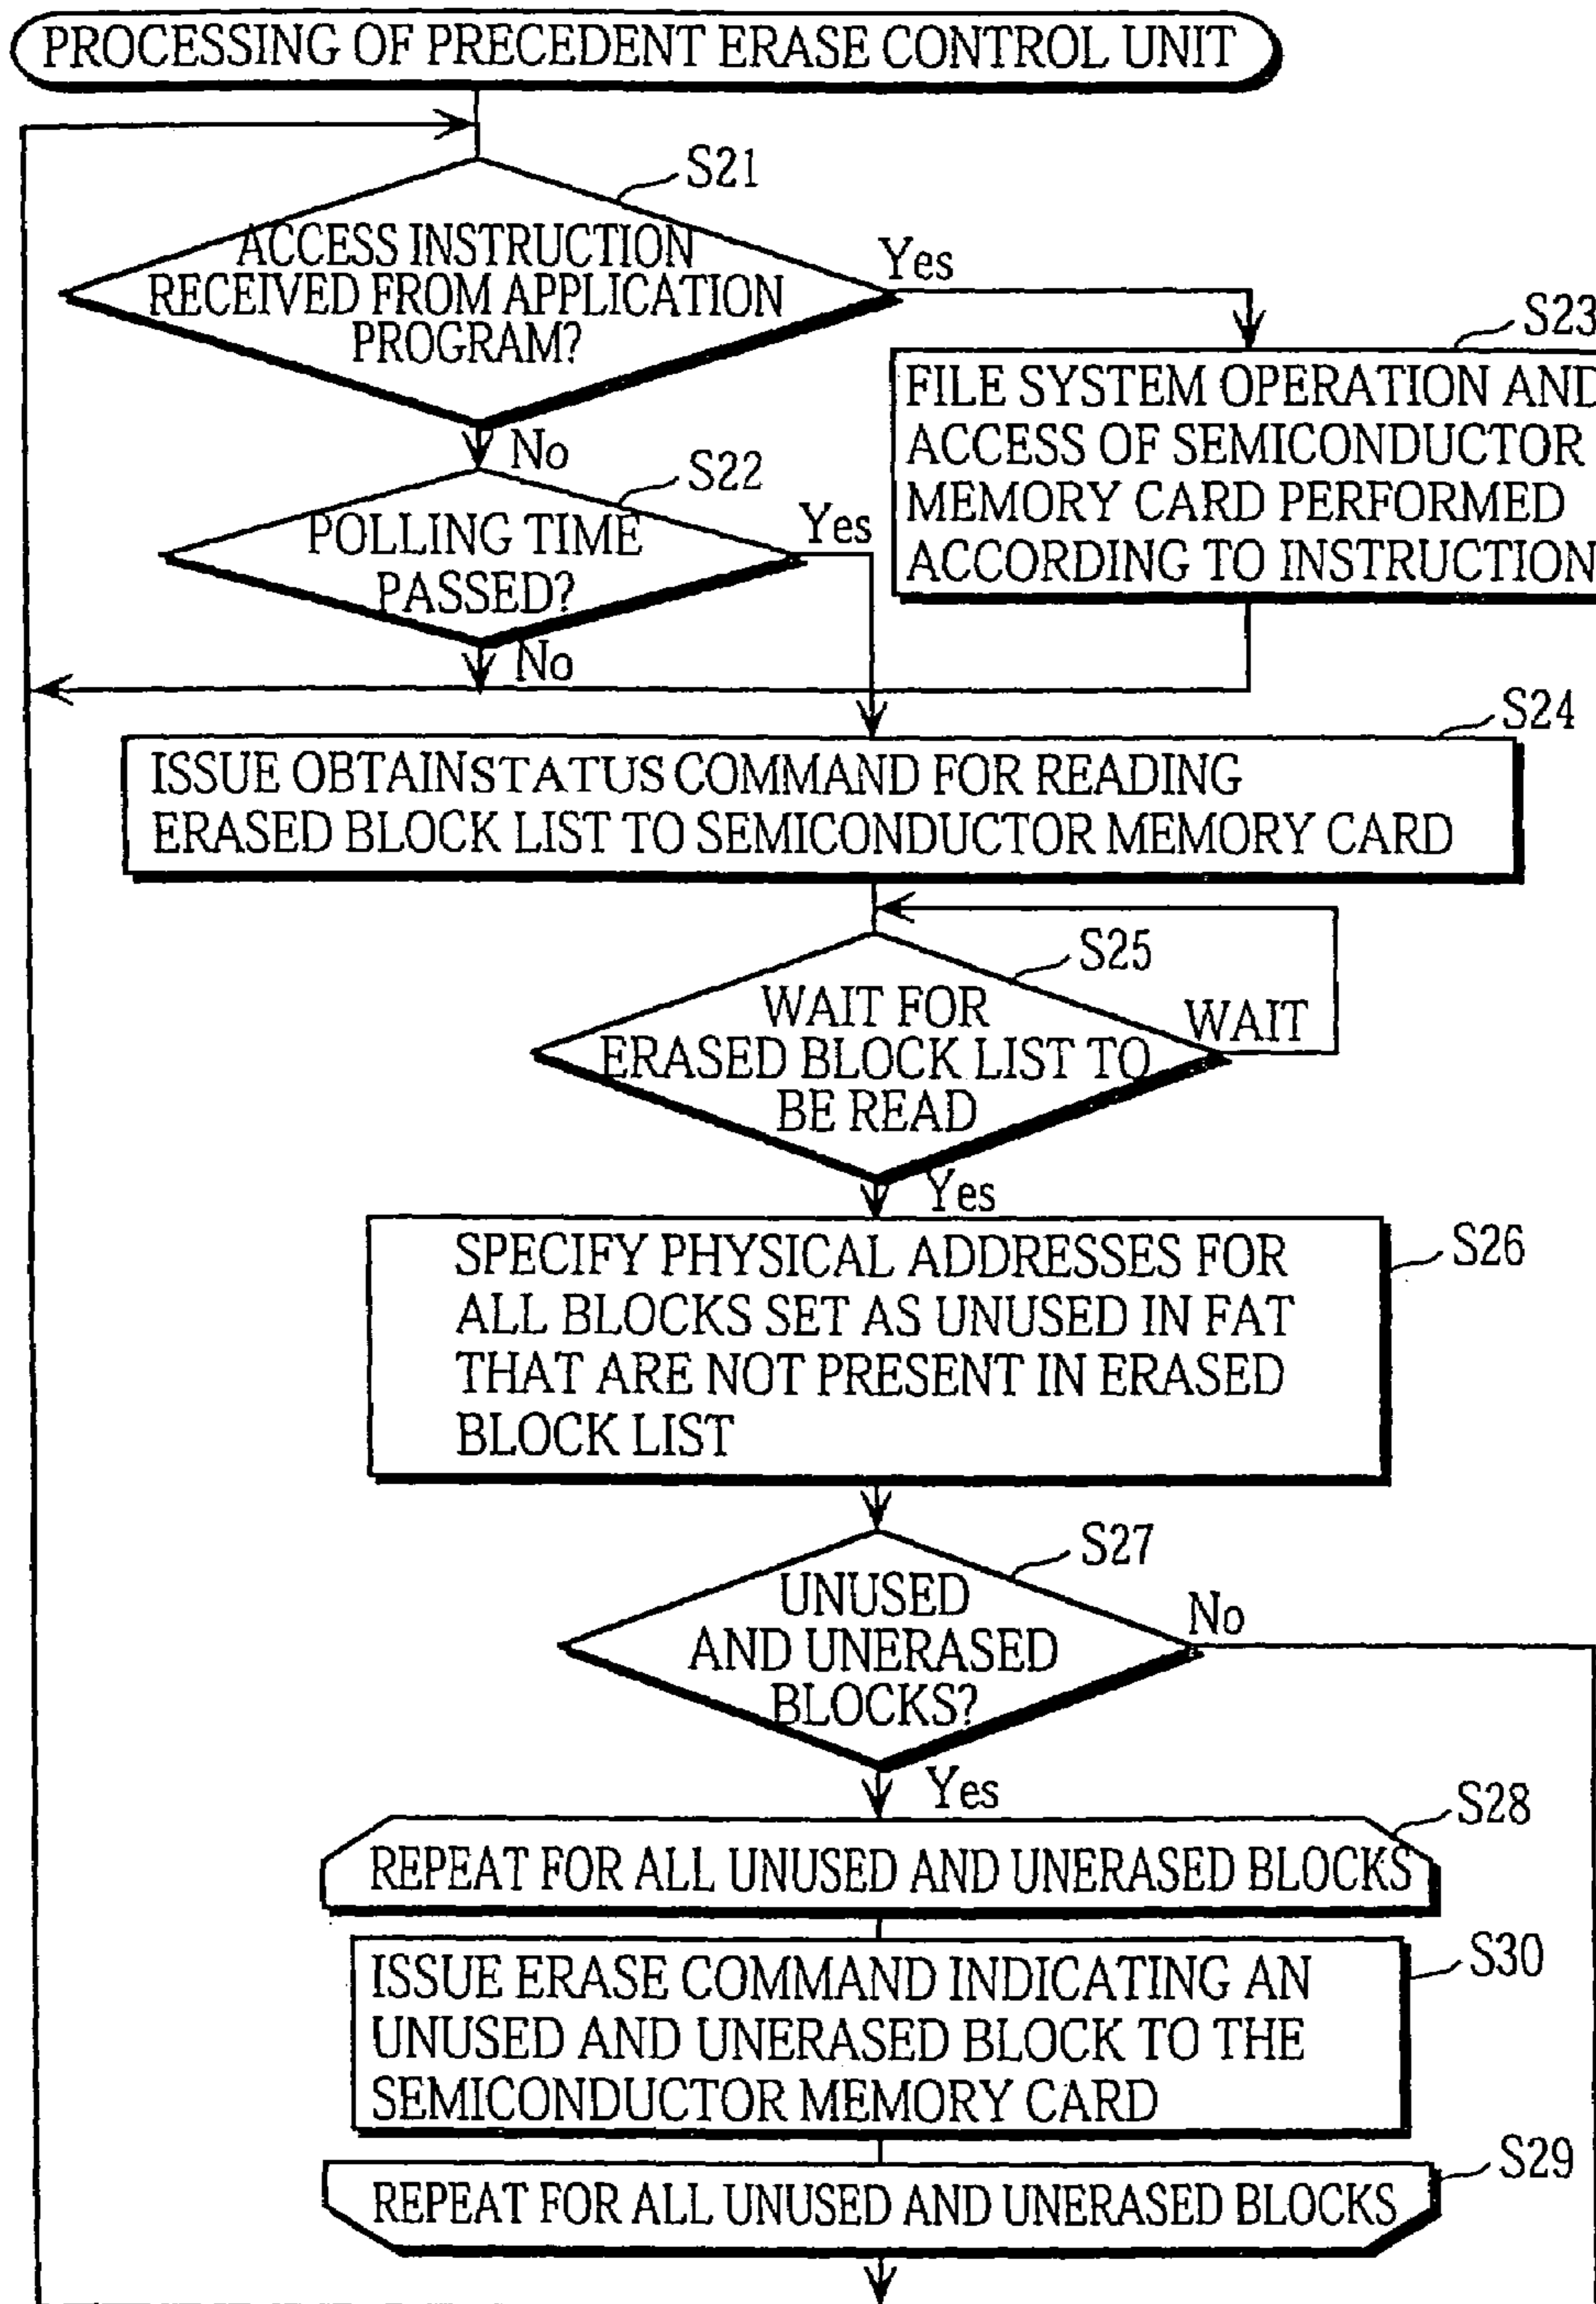 PROCESSING OF PRECEDENT ERASE CONTROL UNIT
S21
ACCESS INSTRUCTION
RECEIVED FROM APPLICATION
PROGRAM?
Yes
No
S23
FILE SYSTEM OPERATION AND
ACCESS OF SEMICONDUCTOR
MEMORY CARD PERFORMED
ACCORDING TO INSTRUCTION
S22
POLLING TIME
PASSED?
Yes
No
S24
ISSUE OBTAINSTATUS COMMAND FOR READING
ERASED BLOCK LIST TO SEMICONDUCTOR MEMORY CARD
S25
WAIT FOR
ERASED BLOCK LIST TO
BE READ
WAIT
Yes
S26
SPECIFY PHYSICAL ADDRESSES FOR
ALL BLOCKS SET AS UNUSED IN FAT
THAT ARE NOT PRESENT IN ERASED
BLOCK LIST
S27
UNUSED
AND UNERASED
BLOCKS?
No
Yes
S28
REPEAT FOR ALL UNUSED AND UNERASED BLOCKS
S30
ISSUE ERASE COMMAND INDICATING AN
UNUSED AND UNERASED BLOCK TO THE
SEMICONDUCTOR MEMORY CARD
S29
REPEAT FOR ALL UNUSED AND UNERASED BLOCKS